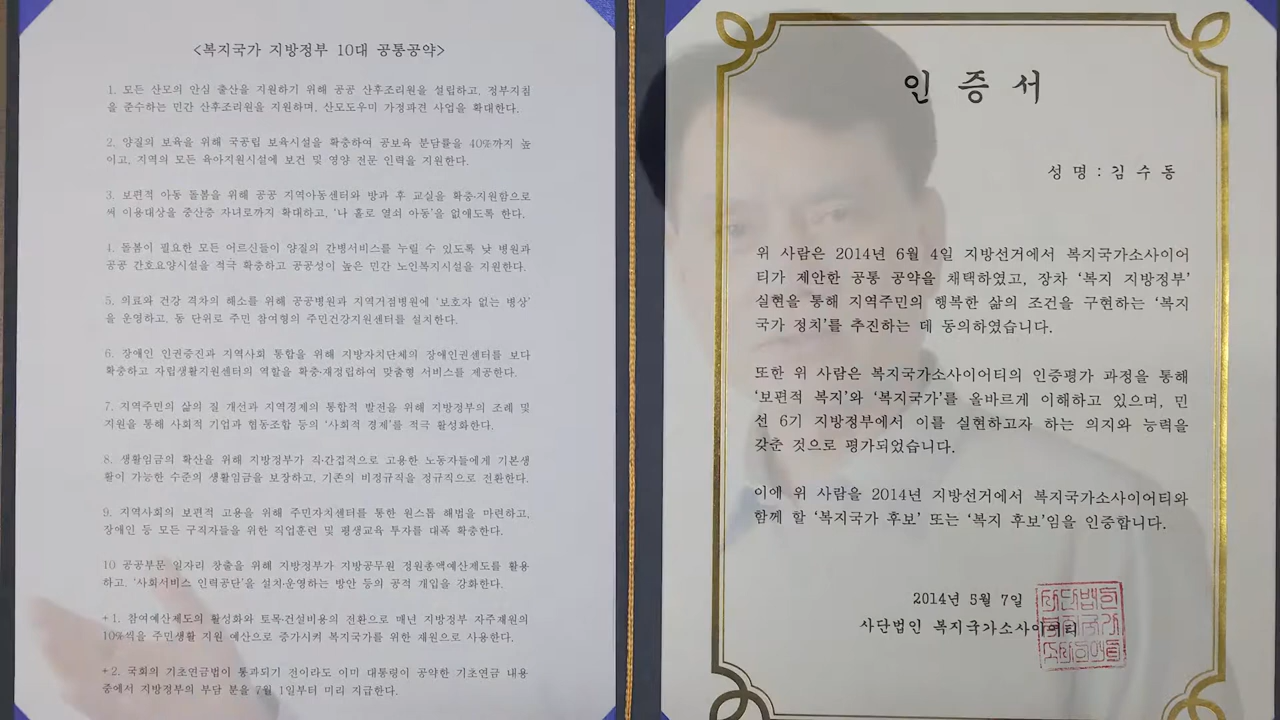 <복지국가 지방정부 10대 공통공약>
1. 모든 산모의 안심 출산을 지원하기 위해 공공 산후조리원을 설립하고, 정부지침
을 준수하는 민간 산후조리원을 지원하며, 산모도우미 가정파견 사업을 확대한다.
2. 양질의 보육을 위해 국공립 보육시설을 확충하여 공보육 분담률을 40%까지 높
이고, 지역의 모든 육아지원시설에 보건 및 영양 전문 인력을 지원한다.
3. 보편적 아동 돌봄을 위해 공공 지역아동센터와 방과 후 교실을 확충·지원함으로
써 이용대상을 중산층 자녀로까지 확대하고, '나 홀로 열쇠 아동'을 없애도록 한다.
4. 돌봄이 필요한 모든 어르신들이 양질의 간병서비스를 누릴 수 있도록 낮 병원과
공공 간호요양시설을 적극 확충하고 공공성이 높은 민간 노인복지시설을 지원한다.
5. 의료와 건강 격차의 해소를 위해 공공병원과 지역거점병원에 '보호자 없는 병상'
을 운영하고, 동 단위로 주민 참여형의 주민건강지원센터를 설치한다.
6. 장애인 인권증진과 지역사회 통합을 위해 지방자치단체의 장애인권센터를 보다
확충하고 자립생활지원센터의 역할을 확충·재정립하여 맞춤형 서비스를 제공한다.
7. 지역주민의 삶의 질 개선과 지역경제의 통합적 발전을 위해 지방정부의 조례 및
지원을 통해 사회적 기업과 협동조합 등의 '사회적 경제'를 적극 활성화한다.
8. 생활임금의 확산을 위해 지방정부가 직·간접적으로 고용한 노동자들에게 기본생
활이 가능한 수준의 생활임금을 보장하고, 기존의 비정규직을 정규직으로 전환한다.
9. 지역사회의 보편적 고용을 위해 주민자치센터를 통한 원스톱 해법을 마련하고,
장애인 등 모든 구직자들을 위한 직업훈련 및 평생교육 투자를 대폭 확충한다.
10 공공부문 일자리 창출을 위해 지방정부가 지방공무원 정원총액예산제도를 활용
하고, '사회서비스 인력공단'을 설치·운영하는 방안 등의 공적 개입을 강화한다.
+1. 참여예산제도의 활성화와 토목·건설비용의 전환으로 매년 지방정부 자주재원의
10%씩을 주민생활 지원 예산으로 증가시켜 복지국가를 위한 재원으로 사용한다.
+2. 국회의 기초연금법이 통과되기 전이라도 이미 대통령이 공약한 기초연금 내용
중에서 지방정부의 부담 분을 7월 1일부터 미리 지급한다.
인증서
성명 : 김수동
위 사람은 2014년 6월 4일 지방선거에서 복지국가소사이어
티가 제안한 공통 공약을 채택하였고, 장차 '복지 지방정부'
실현을 통해 지역주민의 행복한 삶의 조건을 구현하는 '복지
국가 정치'를 추진하는 데 동의하였습니다.
또한 위 사람은 복지국가소사이어티의 인증평가 과정을 통해
'보편적 복지'와 '복지국가'를 올바르게 이해하고 있으며, 민
선 6기 지방정부에서 이를 실현하고자 하는 의지와 능력을
갖춘 것으로 평가되었습니다.
이에 위 사람을 2014년 지방선거에서 복지국가소사이어티와
함께 할 '복지국가 후보' 또는 '복지 후보'임을 인증합니다.
2014년 5월 7일
사단법인 복지국가소사이어티